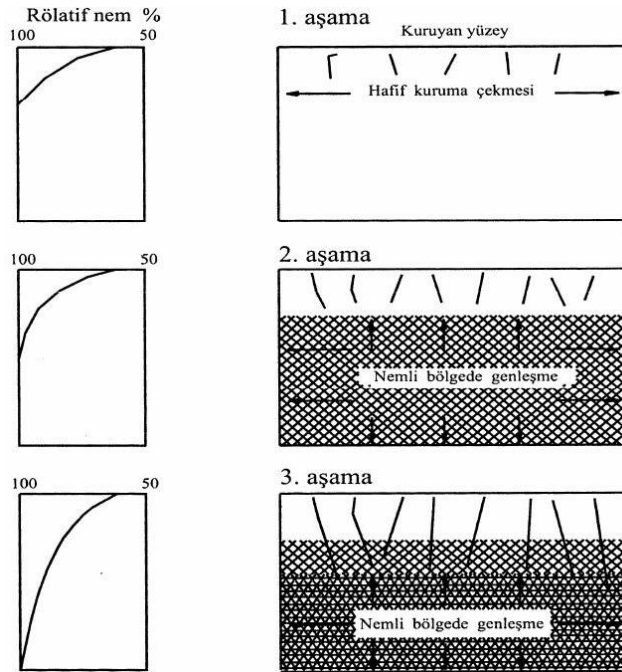 Rölatif nem %
100 50
1. aşama
Kuruyan yüzey
Hafif kuruma çekmesi
100 50
2. aşama
Nemli bölgede genleşme
100 50
3. aşama
Nemli bölgede genleşme